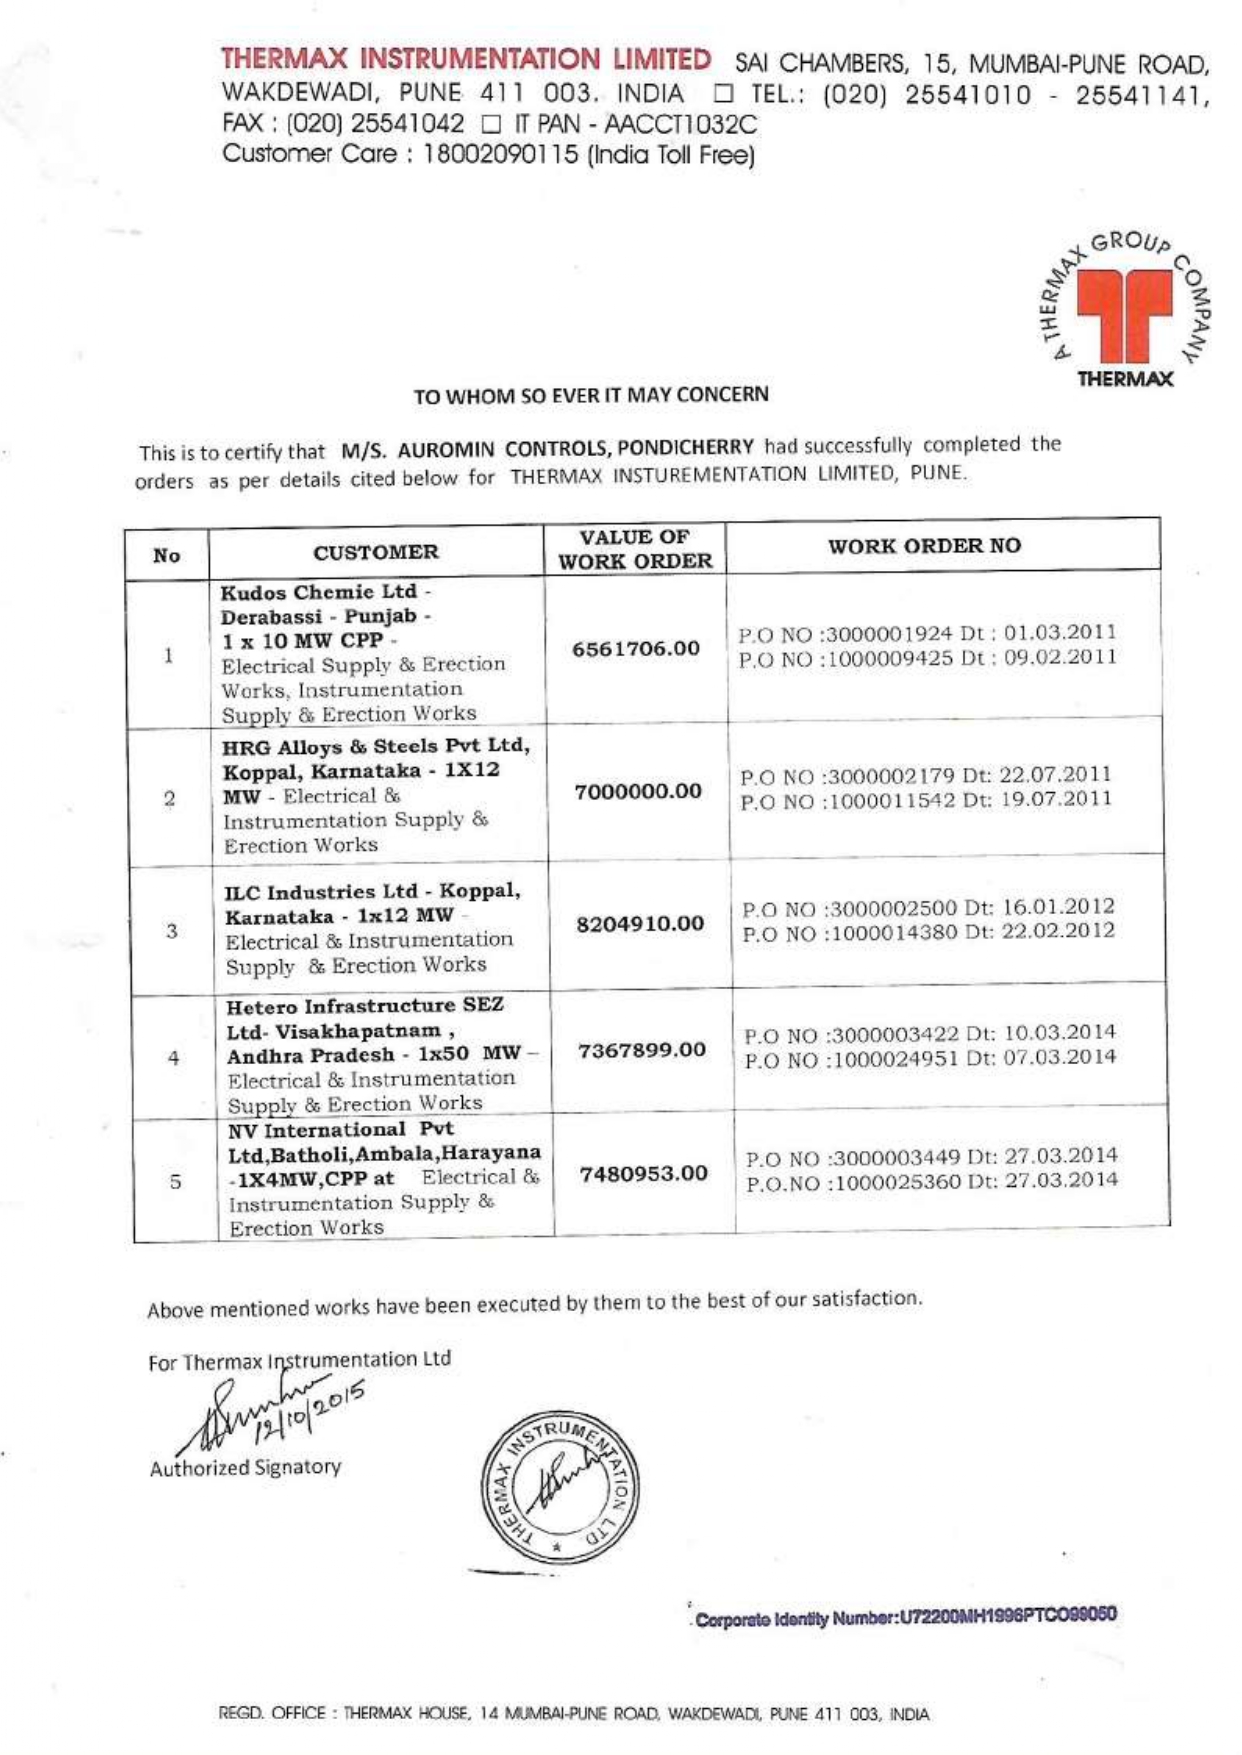 THERMAX INSTRUMENTATION LIMITED SAI CHAMBERS, 15, MUMBAI-PUNE ROAD,
WAKDEWADI, PUNE 411 003. INDIA □ TEL.: (020) 25541010 - 25541141,
FAX : (020) 25541042 □ IT PAN - AACCT1032C
Customer Care : 18002090115 (India Toll Free)
A THERMAX GROUP COMPANY
THERMAX
TO WHOM SO EVER IT MAY CONCERN
This is to certify that M/S. AUROMIN CONTROLS, PONDICHERRY had successfully completed the
orders as per details cited below for THERMAX INSTUREMENTATION LIMITED, PUNE.
No
CUSTOMER
VALUE OF
WORK ORDER
WORK ORDER NO
1
Kudos Chemie Ltd -
Derabassi - Punjab -
1 x 10 MW CPP -
Electrical Supply & Erection
Works, Instrumentation
Supply & Erection Works
6561706.00
P.O NO :3000001924 Dt : 01.03.2011
P.O NO :1000009425 Dt : 09.02.2011
2
HRG Alloys & Steels Pvt Ltd,
Koppal, Karnataka - 1X12
MW - Electrical &
Instrumentation Supply &
Erection Works
7000000.00
P.O NO :3000002179 Dt: 22.07.2011
P.O NO :1000011542 Dt: 19.07.2011
3
ILC Industries Ltd - Koppal,
Karnataka - 1x12 MW -
Electrical & Instrumentation
Supply & Erection Works
8204910.00
P.O NO :3000002500 Dt: 16.01.2012
P.O NO :1000014380 Dt: 22.02.2012
4
Hetero Infrastructure SEZ
Ltd- Visakhapatnam ,
Andhra Pradesh - 1x50 MW –
Electrical & Instrumentation
Supply & Erection Works
7367899.00
P.O NO :3000003422 Dt: 10.03.2014
P.O NO :1000024951 Dt: 07.03.2014
5
NV International Pvt
Ltd,Batholi,Ambala,Harayana
-1X4MW,CPP at Electrical &
Instrumentation Supply &
Erection Works
7480953.00
P.O NO :3000003449 Dt: 27.03.2014
P.O.NO :1000025360 Dt: 27.03.2014
Above mentioned works have been executed by them to the best of our satisfaction.
For Thermax Instrumentation Ltd
12/10/2015
Authorized Signatory
THERMAX INSTRUMENTATION LTD
Corporate Identity Number:U72200MH1996PTCO99050
REGD. OFFICE : THERMAX HOUSE, 14 MUMBAI-PUNE ROAD, WAKDEWADI, PUNE 411 003, INDIA